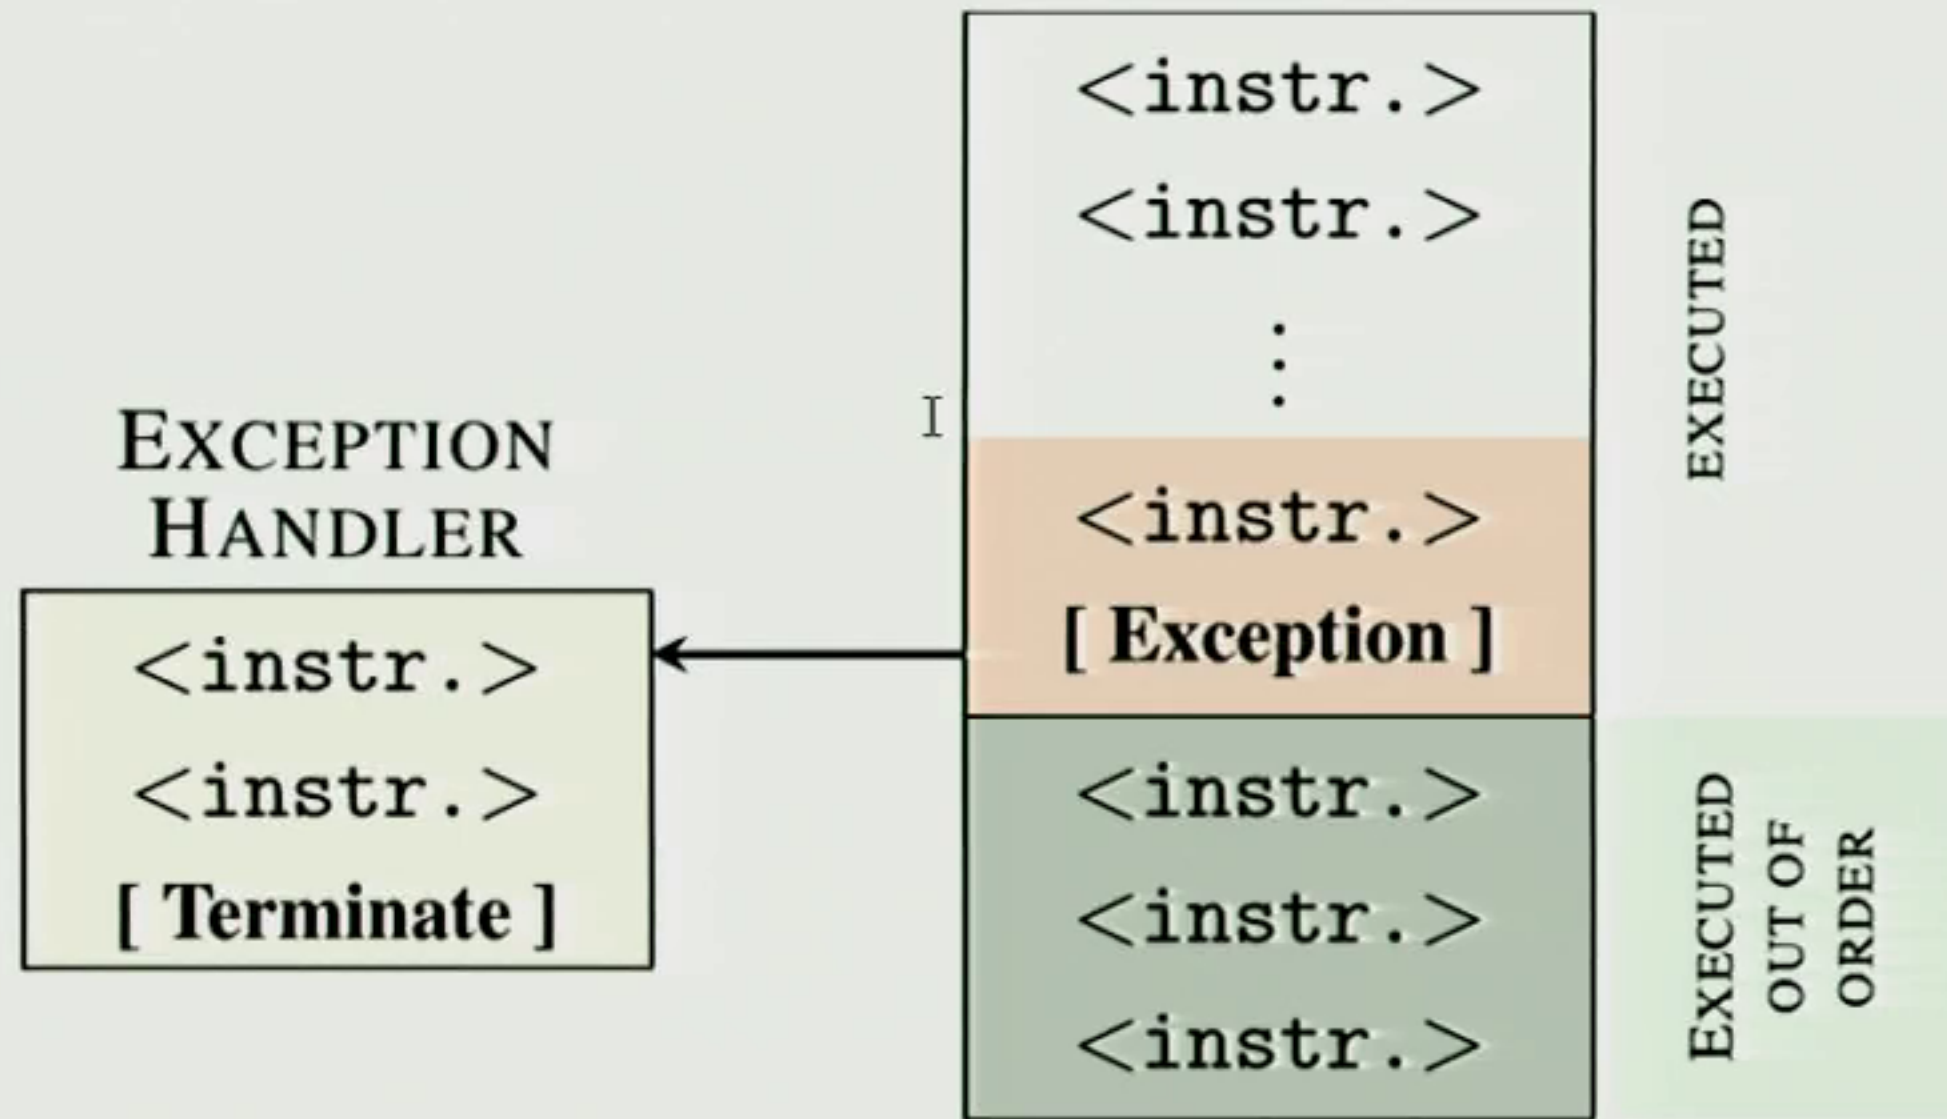 <instr.>
<instr.>
<instr.>
[ Exception ]
<instr.>
<instr.>
<instr.>
EXECUTED
EXECUTED
OUT OF
ORDER
EXCEPTION
HANDLER
<instr.>
<instr.>
[ Terminate ]